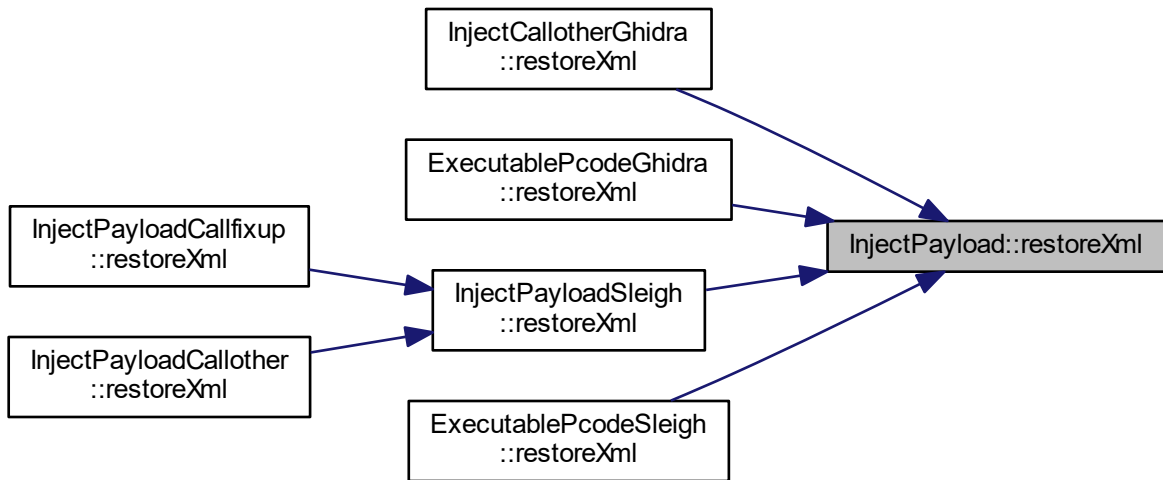 InjectCallotherGhidra
::restoreXml
ExecutablePcodeGhidra
::restoreXml
InjectPayloadCallfixup
::restoreXml
InjectPayload::restoreXml
InjectPayloadSleigh
::restoreXml
InjectPayloadCallother
::restoreXml
ExecutablePcodeSleigh
::restoreXml